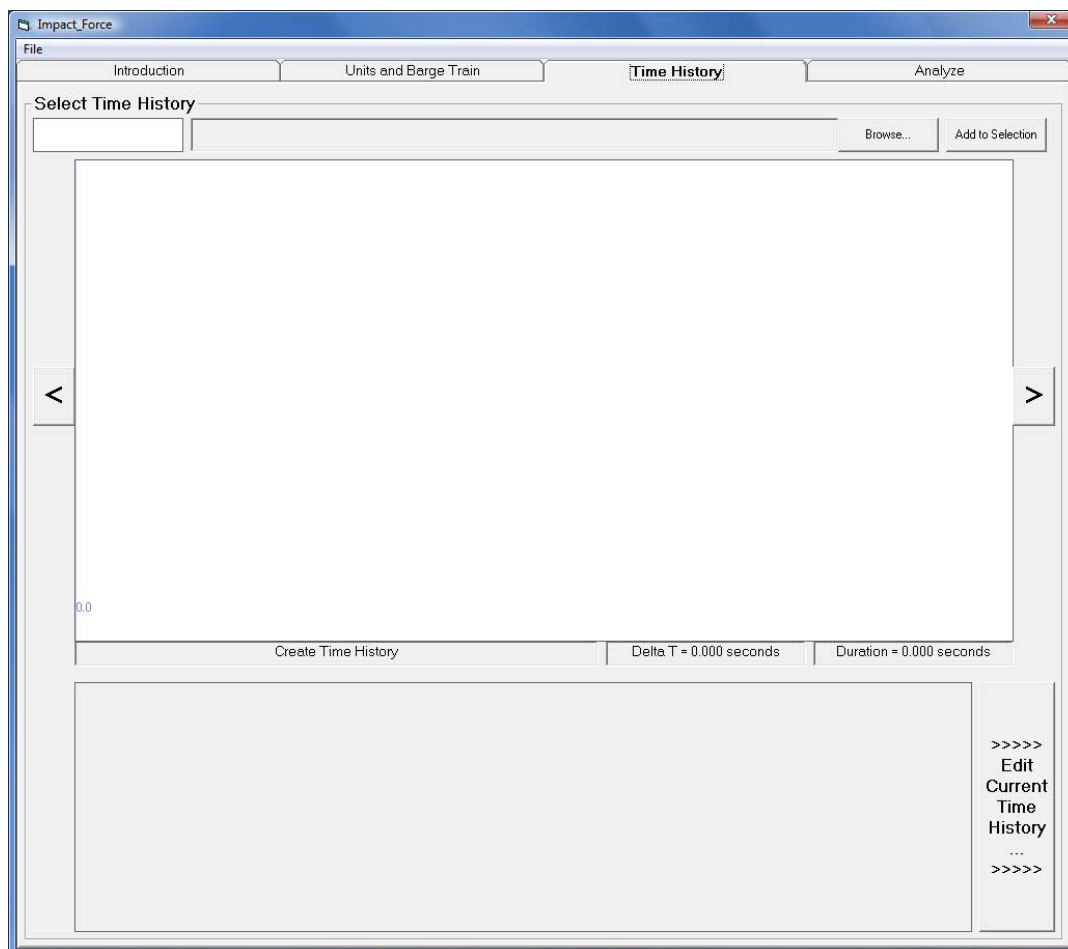 Impact_Force
X
File
Introduction Units and Barge Train Time History Analyze
Select Time History
Browse... Add to Selection
< >
0.0
Create Time History Delta T = 0.000 seconds Duration = 0.000 seconds
>>>>>
Edit
Current
Time
History
...
>>>>>